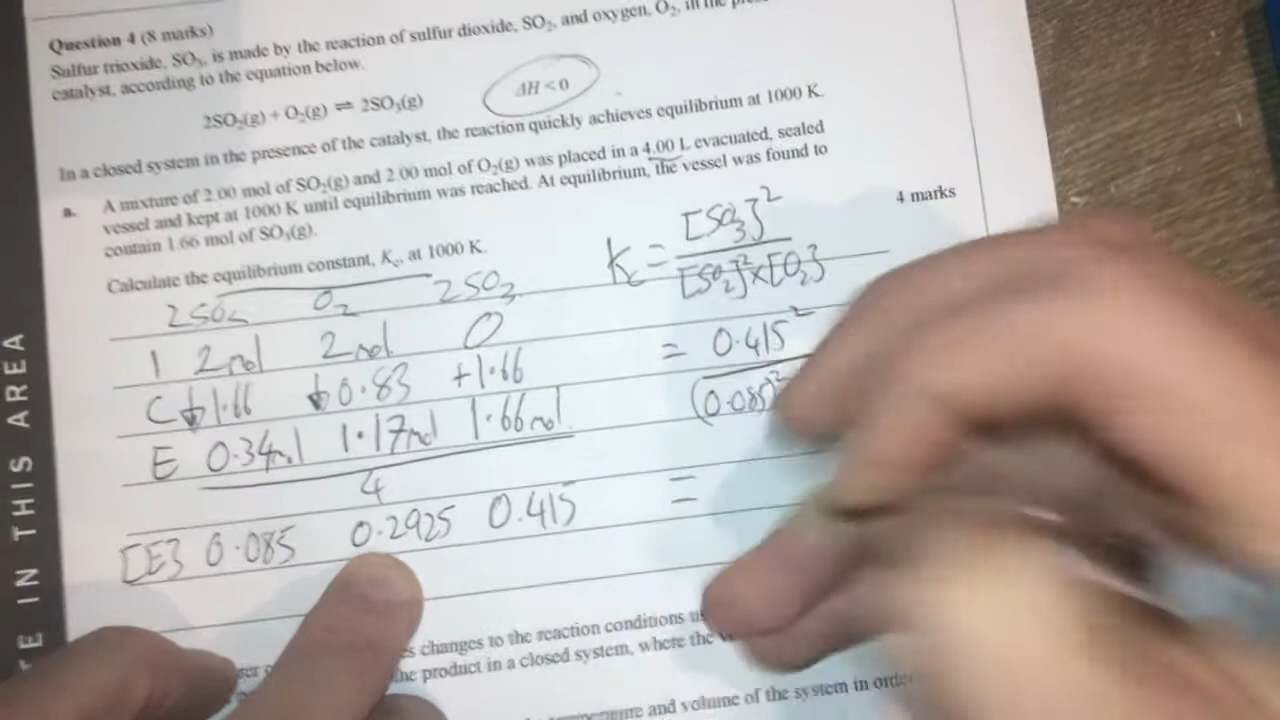 Question 4 (8 marks)
Sulfur trioxide, SO₃, is made by the reaction of sulfur dioxide, SO₂, and oxygen, O₂, in the
catalyst, according to the equation below.
2SO₂(g) + O₂(g) ⇌ 2SO₃(g) ΔH < 0
In a closed system in the presence of the catalyst, the reaction quickly achieves equilibrium at 1000 K.
a. A mixture of 2.00 mol of SO₂(g) and 2.00 mol of O₂(g) was placed in a 4.00 L evacuated, sealed
vessel and kept at 1000 K until equilibrium was reached. At equilibrium, the vessel was found to
contain 1.66 mol of SO₃(g).
4 marks
Calculate the equilibrium constant, Kc, at 1000 K.
2SO₂ O₂ 2SO₃
I 2mol 2mol 0
C ↓1.66 ↓0.83 +1.66
E 0.34mol 1.17mol 1.66mol
4
[E] 0.085 0.2925 0.415
Kc = [SO₃]²
[SO₂]² × [O₂]
= 0.415²
(0.085)²
=
IN THIS AREA
s changes to the reaction conditions
the product in a closed system, where the
and volume of the system in order